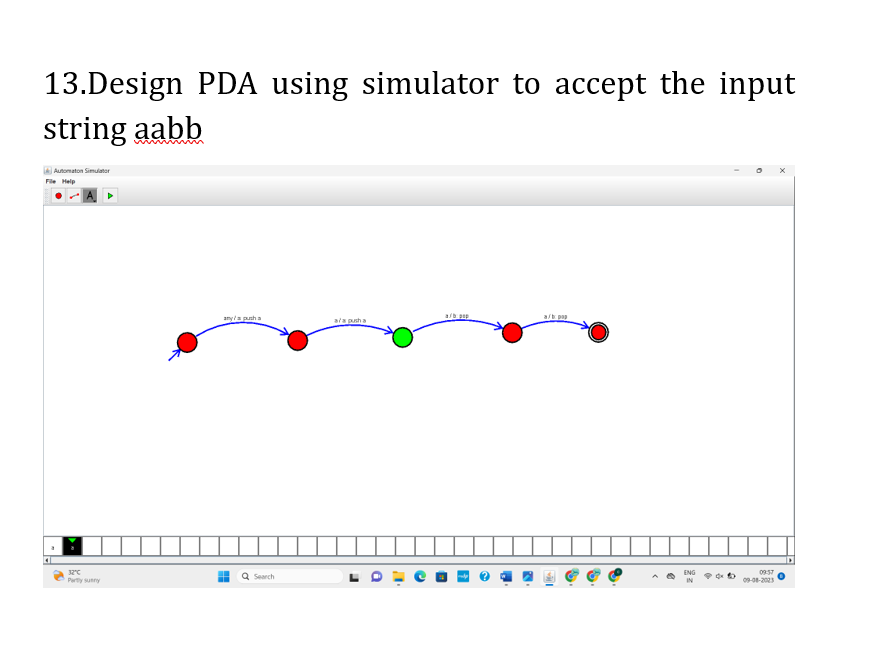 13.Design PDA using simulator to accept the input
string aabb
Automaton Simulator
File Help
A
any / a push a
a / a push a
a / b pop
a / b pop
a a
32°C
Partly sunny
Search
ENG
IN
09:57
09-08-2023